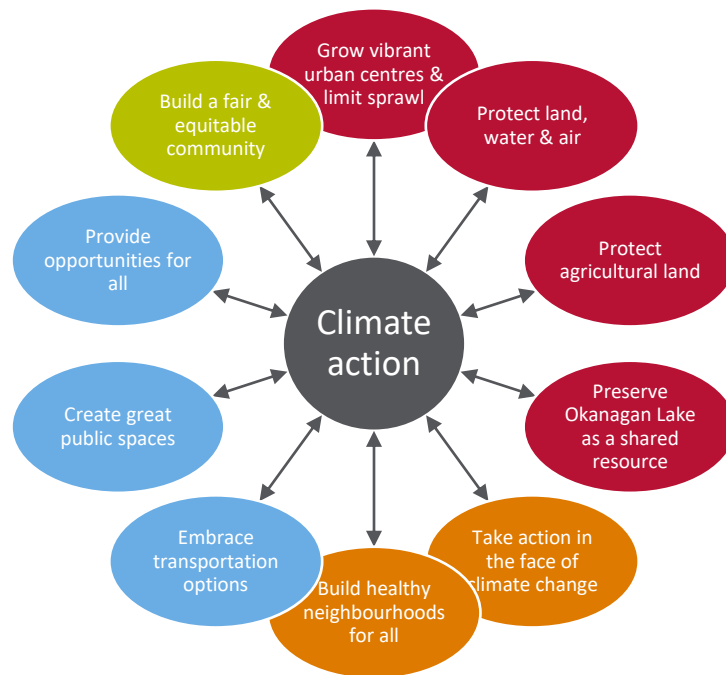 Grow vibrant
urban centres &
limit sprawl
Protect land,
water & air
Protect
agricultural land
Preserve
Okanagan Lake
as a shared
resource
Take action in
the face of
climate change
Build healthy
neighbourhoods
for all
Embrace
transportation
options
Create great
public spaces
Provide
opportunities for
all
Build a fair &
equitable
community
Climate
action